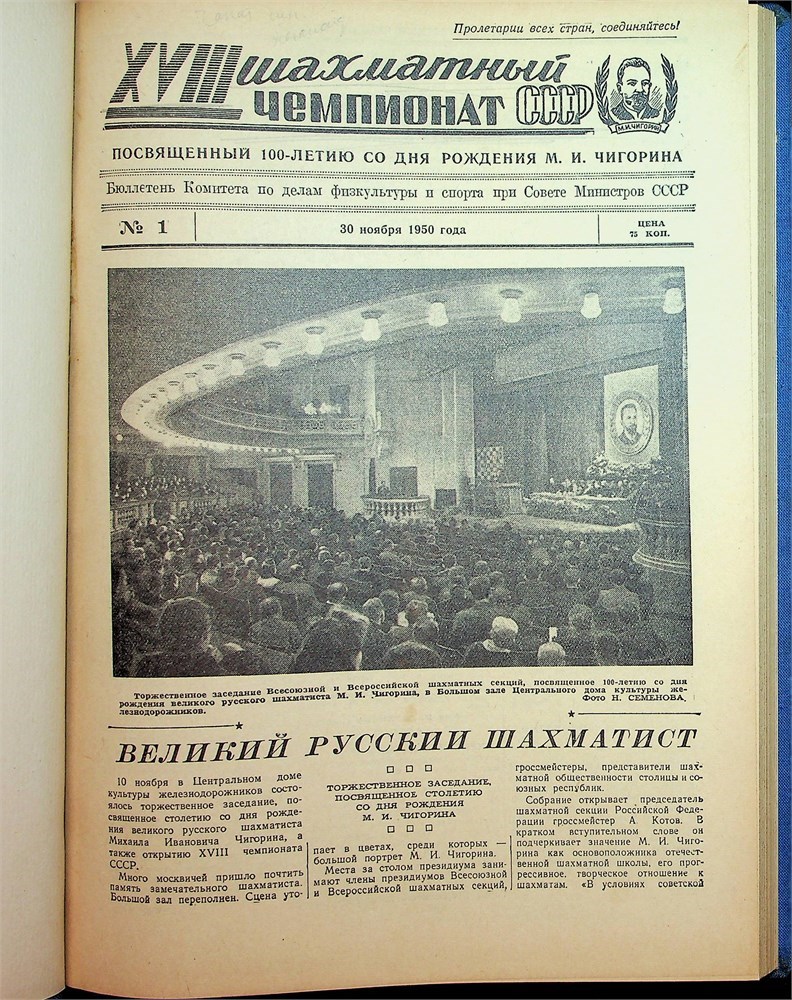 Пролетарии всех стран, соединяйтесь!
XVIII шахматный
чемпионат СССР
М.И.ЧИГОРИН
ПОСВЯЩЕННЫЙ 100-ЛЕТИЮ СО ДНЯ РОЖДЕНИЯ М. И. ЧИГОРИНА
Бюллетень Комитета по делам физкультуры и спорта при Совете Министров СССР
№ 1
30 ноября 1950 года
ЦЕНА
75 КОП.
Торжественное заседание Всесоюзной и Всероссийской шахматных секций, посвященное 100-летию со дня
рождения великого русского шахматиста М. И. Чигорина, в Большом зале Центрального дома культуры же-
лезнодорожников.
Фото Н. СЕМЕНОВА.
ВЕЛИКИЙ РУССКИЙ ШАХМАТИСТ
10 ноября в Центральном доме
культуры железнодорожников состо-
ялось торжественное заседание, по-
священное столетию со дня рожде-
ния великого русского шахматиста
Михаила Ивановича Чигорина, а
также открытию XVIII чемпионата
СССР.
Много москвичей пришло почтить
память замечательного шахматиста.
Большой зал переполнен. Сцена уто-
ТОРЖЕСТВЕННОЕ ЗАСЕДАНИЕ,
ПОСВЯЩЕННОЕ СТОЛЕТИЮ
СО ДНЯ РОЖДЕНИЯ
М. И. ЧИГОРИНА
пает в цветах, среди которых —
большой портрет М. И. Чигорина.
Места за столом президиума зани-
мают члены президиумов Всесоюзной
и Всероссийской шахматных секций,
гроссмейстеры, представители шах-
матной общественности столицы и со-
юзных республик.
Собрание открывает председатель
шахматной секции Российской Феде-
рации гроссмейстер А. Котов. В
кратком вступительном слове он
подчеркивает значение М. И. Чиго-
рина как основоположника отечест-
венной шахматной школы, его прог-
рессивное, творческое отношение к
шахматам. «В условиях советской